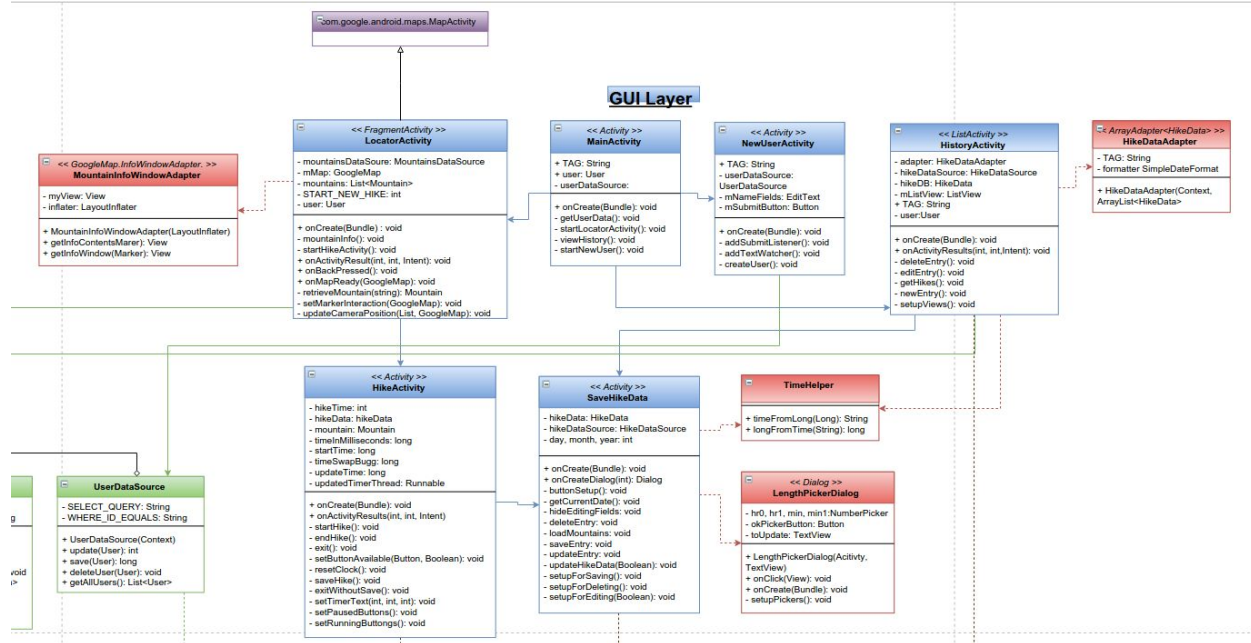 com.google.android.maps.MapActivity
GUI Layer
<< FragmentActivity >>
LocatorActivity
- mountainsDataSoure: MountainsDataSource
- mMap: GoogleMap
- mountains: List<Mountain>
- START_NEW_HIKE: int
- user: User
+ onCreate(Bundle) : void
- mountainInfo(): void
- startHikeActivity(): void
+ onActivityResult(int, int, Intent): void
+ onBackPressed(): void
+ onMapReady(GoogleMap): void
- retrieveMountain(string): Mountain
- setMarkerInteraction(GoogleMap): void
- updateCameraPosition(List, GoogleMap): void
<< Activity >>
MainActivity
+ TAG: String
+ user: User
- userDataSource:
+ onCreate(Bundle): void
- getUserData(): void
- startLocatorActivity(): void
- viewHistory(): void
- startNewUser(): void
<< Activity >>
NewUserActivity
+ TAG: String
- userDataSource:
UserDataSource
- mNameFields: EditText
- mSubmitButton: Button
+ onCreate(Bundle): void
- addSubmitListener(): void
- addTextWatcher(): void
- createUser(): void
<< ListActivity >>
HistoryActivity
- adapter: HikeDataAdapter
- hikeDataSource: HikeDataSource
- hikeDB: HikeData
- mListView: ListView
+ TAG: String
- user:User
+ onCreate(Bundle): void
+ onActivityResults(int, int,Intent): void
- deleteEntry(): void
- editEntry(): void
- getHikes(): void
- newEntry(): void
- setupViews(): void
<< ArrayAdapter<HikeData> >>
HikeDataAdapter
- TAG: String
- formatter SimpleDateFormat
+ HikeDataAdapter(Context,
ArrayList<HikeData>
<< GoogleMap.InfoWindowAdapter. >>
MountainInfoWindowAdapter
- myView: View
- inflater: LayoutInflater
+ MountainInfoWindowAdapter(LayoutInflater)
+ getInfoContentsMarer): View
+ getInfoWindow(Marker): View
<< Activity >>
HikeActivity
- hikeTime: int
- hikeData: hikeData
- mountain: Mountain
- timeInMilliseconds: long
- startTime: long
- timeSwapBugg: long
- updateTime: long
- updatedTimerThread: Runnable
+ onCreate(Bundle): void
+ onActivityResults(int, int, Intent)
- startHike(): void
- endHike(): void
- exit(): void
- setButtonAvailable(Button, Boolean): void
- resetClock(): void
- saveHike(): void
- exitWithoutSave(): void
- setTimerText(int, int, int): void
- setPausedButtons(): void
- setRunningButtongs(): void
<< Activity >>
SaveHikeData
- hikeData: HikeData
- hikeDataSource: HikeDataSource
- day, month, year: int
+ onCreate(Bundle): void
+ onCreateDialog(int): Dialog
- buttonSetup(): void
- getCurrentDate(): void
- hideEditingFields: void
- deleteEntry: void
- loadMountains: void
- saveEntry: void
- updateEntry: void
- updateHikeData(Boolean): void
- setupForSaving: void
- setupForDeleting: void
- setupForEditing(Boolean): void
TimeHelper
+ timeFromLong(Long): String
+ longFromTime(String): long
<< Dialog >>
LengthPickerDialog
- hr0, hr1, min, min1:NumberPicker
- okPickerButton: Button
- toUpdate: TextView
+ LengthPickerDialog(Acitivty,
TextView)
+ onClick(View): void
+ onCreate(Bundle): void
- setupPickers(): void
UserDataSource
- SELECT_QUERY: String
- WHERE_ID_EQUALS: String
+ UserDataSource(Context)
+ update(User): int
+ save(User): long
+ deleteUser(User): void
+ getAllUsers(): List<User>
g
void
a>